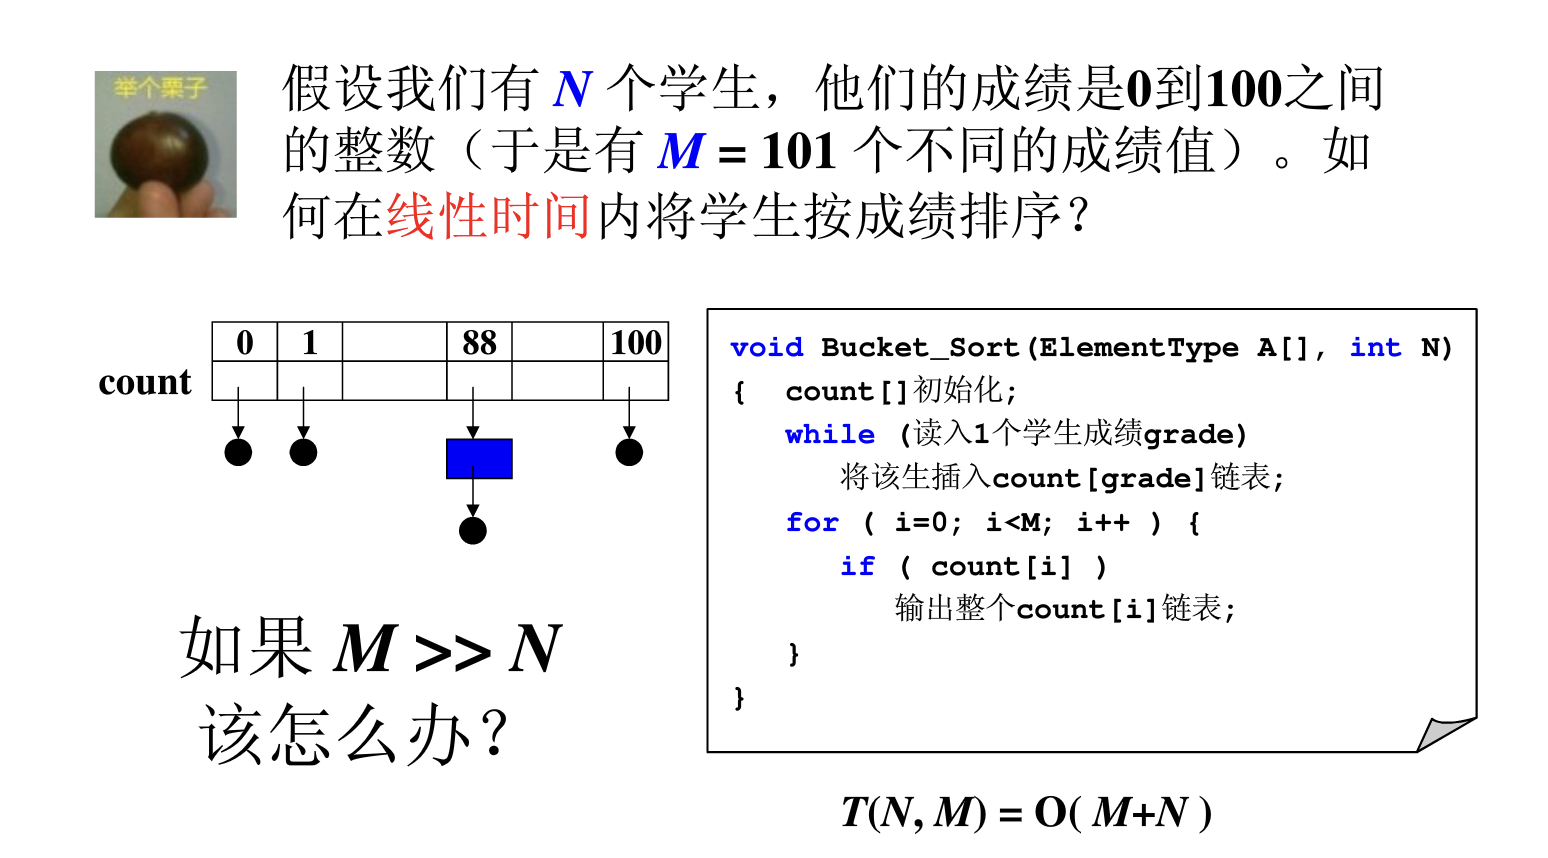 举个栗子
假设我们有 N 个学生，他们的成绩是0到100之间
的整数（于是有 M = 101 个不同的成绩值）。如
何在线性时间内将学生按成绩排序？
0 1 88 100
count
void Bucket_Sort(ElementType A[], int N)
{ count[]初始化;
while (读入1个学生成绩grade)
将该生插入count[grade]链表;
for ( i=0; i<M; i++ ) {
if ( count[i] )
输出整个count[i]链表;
}
}
如果 M >> N
该怎么办？
T(N, M) = O( M+N )